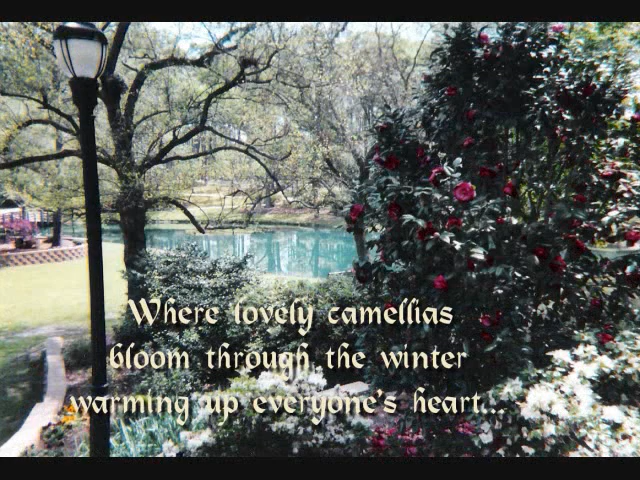 Where lovely camellias
bloom through the winter
warming up everyone's heart...